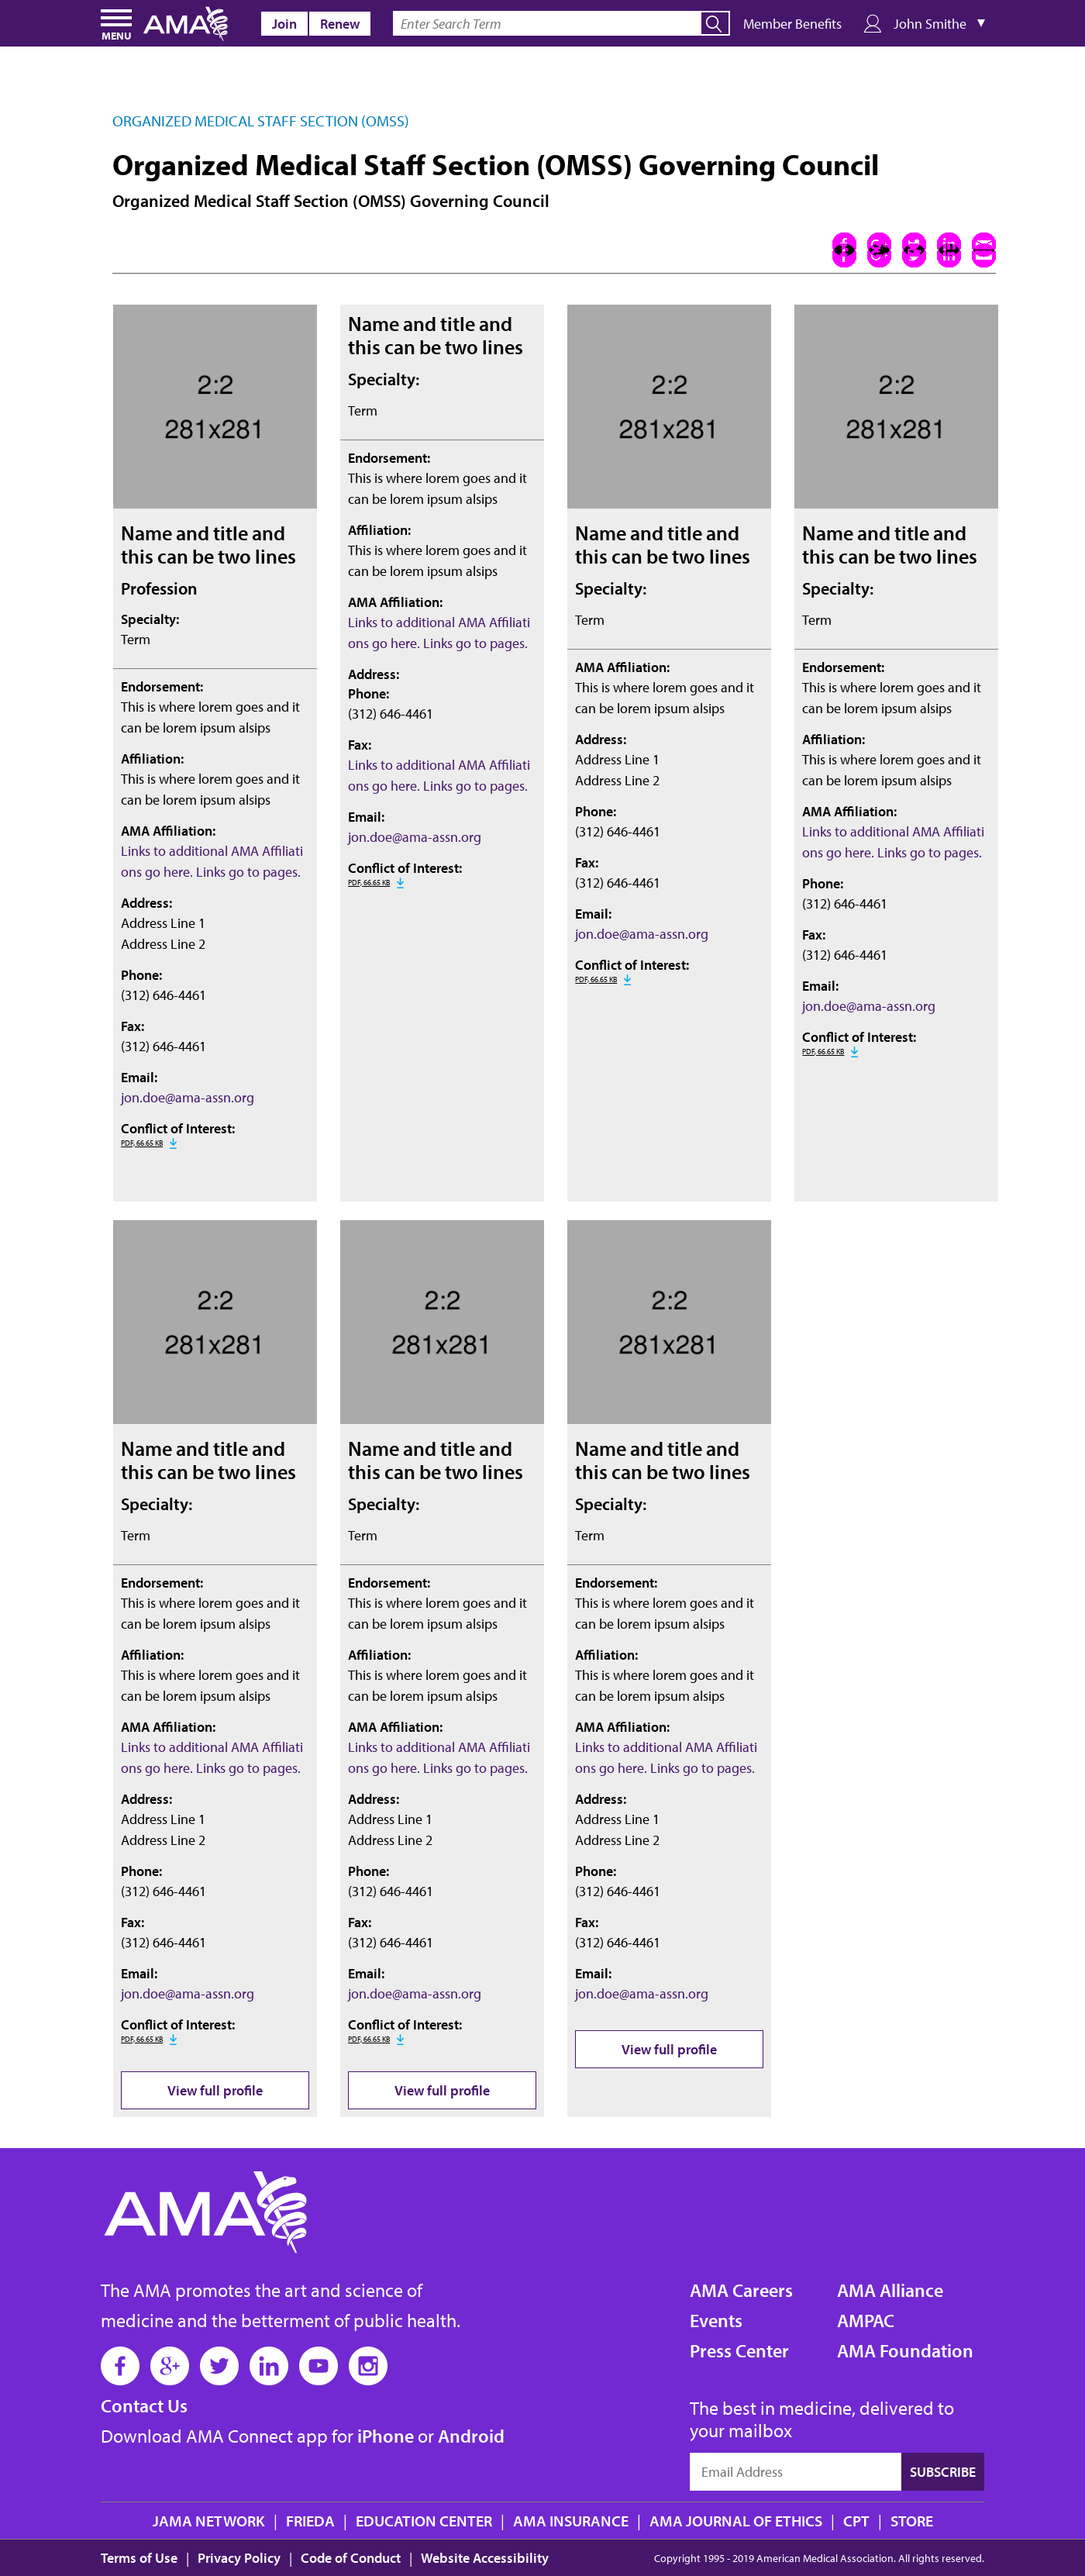 MENU AMA Join Renew Enter Search Term Member Benefits John Smithe
ORGANIZED MEDICAL STAFF SECTION (OMSS)
Organized Medical Staff Section (OMSS) Governing Council
Organized Medical Staff Section (OMSS) Governing Council
2:2
281x281
Name and title and
this can be two lines
Profession
Specialty:
Term
Endorsement:
This is where lorem goes and it
can be lorem ipsum alsips
Affiliation:
This is where lorem goes and it
can be lorem ipsum alsips
AMA Affiliation:
Links to additional AMA Affiliati
ons go here. Links go to pages.
Address:
Address Line 1
Address Line 2
Phone:
(312) 646-4461
Fax:
(312) 646-4461
Email:
jon.doe@ama-assn.org
Conflict of Interest:
PDF, 66.65 KB
Name and title and
this can be two lines
Specialty:
Term
Endorsement:
This is where lorem goes and it
can be lorem ipsum alsips
Affiliation:
This is where lorem goes and it
can be lorem ipsum alsips
AMA Affiliation:
Links to additional AMA Affiliati
ons go here. Links go to pages.
Address:
Phone:
(312) 646-4461
Fax:
Links to additional AMA Affiliati
ons go here. Links go to pages.
Email:
jon.doe@ama-assn.org
Conflict of Interest:
PDF, 66.65 KB
2:2
281x281
Name and title and
this can be two lines
Specialty:
Term
AMA Affiliation:
This is where lorem goes and it
can be lorem ipsum alsips
Address:
Address Line 1
Address Line 2
Phone:
(312) 646-4461
Fax:
(312) 646-4461
Email:
jon.doe@ama-assn.org
Conflict of Interest:
PDF, 66.65 KB
2:2
281x281
Name and title and
this can be two lines
Specialty:
Term
Endorsement:
This is where lorem goes and it
can be lorem ipsum alsips
Affiliation:
This is where lorem goes and it
can be lorem ipsum alsips
AMA Affiliation:
Links to additional AMA Affiliati
ons go here. Links go to pages.
Phone:
(312) 646-4461
Fax:
(312) 646-4461
Email:
jon.doe@ama-assn.org
Conflict of Interest:
PDF, 66.65 KB
2:2
281x281
Name and title and
this can be two lines
Specialty:
Term
Endorsement:
This is where lorem goes and it
can be lorem ipsum alsips
Affiliation:
This is where lorem goes and it
can be lorem ipsum alsips
AMA Affiliation:
Links to additional AMA Affiliati
ons go here. Links go to pages.
Address:
Address Line 1
Address Line 2
Phone:
(312) 646-4461
Fax:
(312) 646-4461
Email:
jon.doe@ama-assn.org
Conflict of Interest:
PDF, 66.65 KB
View full profile
2:2
281x281
Name and title and
this can be two lines
Specialty:
Term
Endorsement:
This is where lorem goes and it
can be lorem ipsum alsips
Affiliation:
This is where lorem goes and it
can be lorem ipsum alsips
AMA Affiliation:
Links to additional AMA Affiliati
ons go here. Links go to pages.
Address:
Address Line 1
Address Line 2
Phone:
(312) 646-4461
Fax:
(312) 646-4461
Email:
jon.doe@ama-assn.org
Conflict of Interest:
PDF, 66.65 KB
View full profile
2:2
281x281
Name and title and
this can be two lines
Specialty:
Term
Endorsement:
This is where lorem goes and it
can be lorem ipsum alsips
Affiliation:
This is where lorem goes and it
can be lorem ipsum alsips
AMA Affiliation:
Links to additional AMA Affiliati
ons go here. Links go to pages.
Address:
Address Line 1
Address Line 2
Phone:
(312) 646-4461
Fax:
(312) 646-4461
Email:
jon.doe@ama-assn.org
View full profile
AMA
The AMA promotes the art and science of
medicine and the betterment of public health.
Contact Us
Download AMA Connect app for iPhone or Android
AMA Careers
Events
Press Center
AMA Alliance
AMPAC
AMA Foundation
The best in medicine, delivered to
your mailbox
Email Address SUBSCRIBE
JAMA NETWORK | FRIEDA | EDUCATION CENTER | AMA INSURANCE | AMA JOURNAL OF ETHICS | CPT | STORE
Terms of Use | Privacy Policy | Code of Conduct | Website Accessibility
Copyright 1995 - 2019 American Medical Association. All rights reserved.